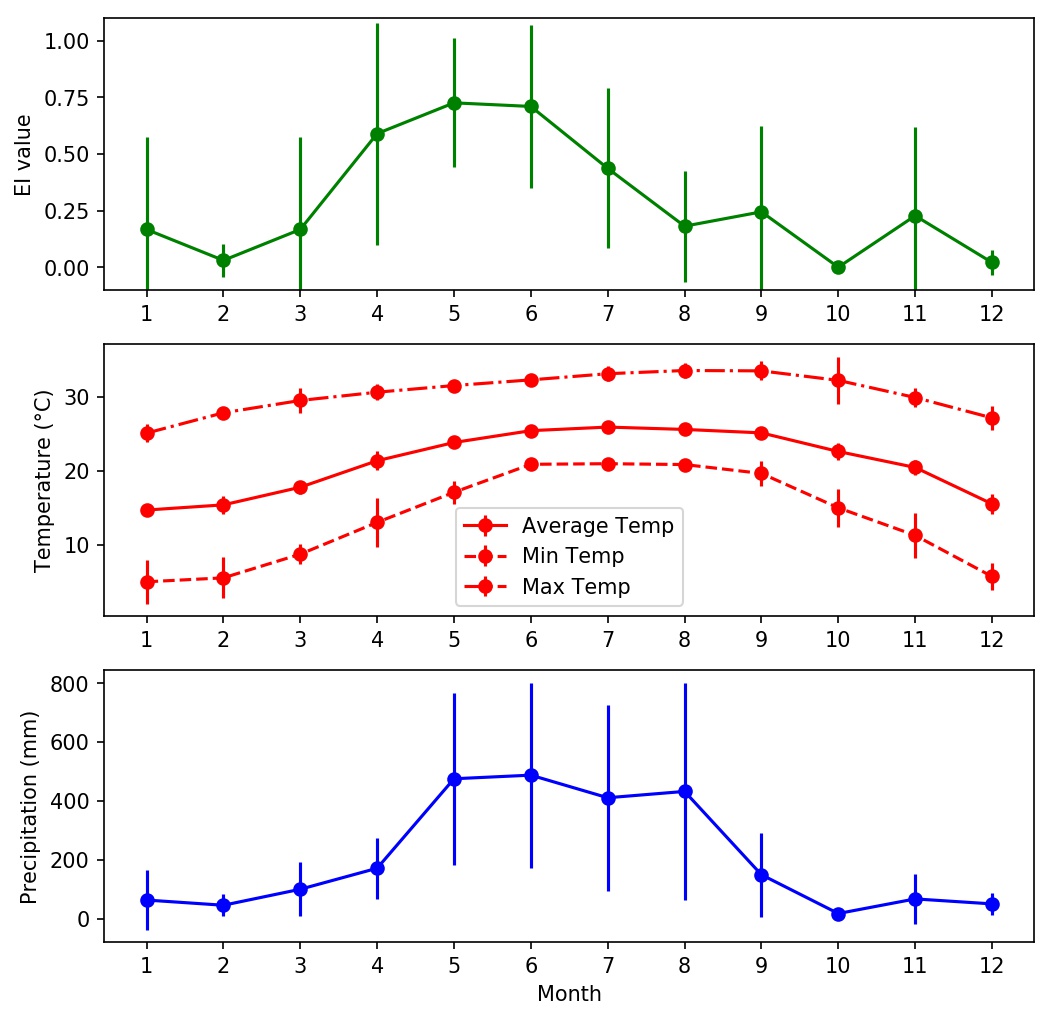 1.00
0.75
0.50
0.25
0.00
EI value
1 2 3 4 5 6 7 8 9 10 11 12
30
20
10
Temperature (°C)
Average Temp
Min Temp
Max Temp
1 2 3 4 5 6 7 8 9 10 11 12
800
600
400
200
0
Precipitation (mm)
1 2 3 4 5 6 7 8 9 10 11 12
Month